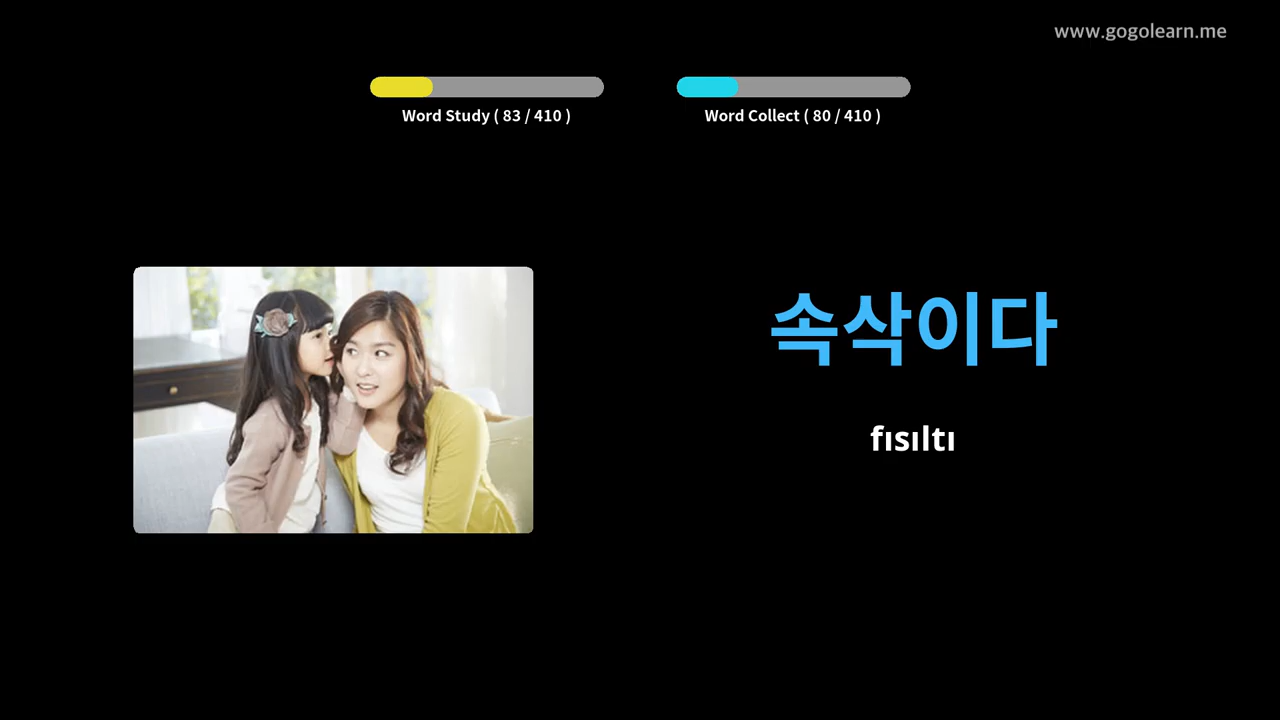 www.gogolearn.me
Word Study ( 83 / 410 )
Word Collect ( 80 / 410 )
속삭이다
fısıltı